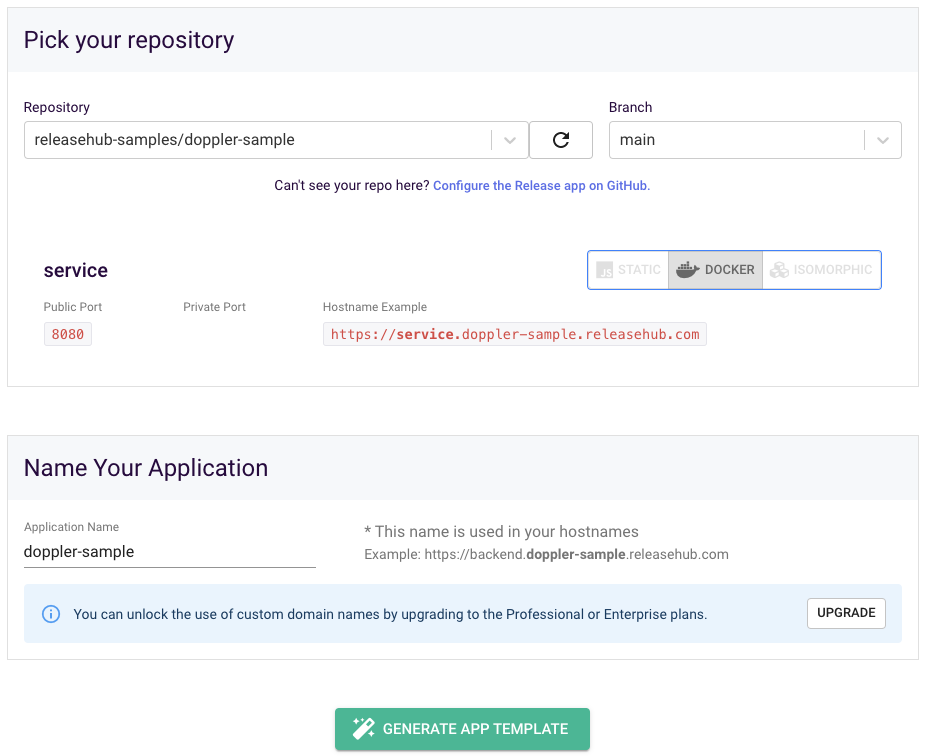 Pick your repository
Repository
Branch
releasehub-samples/doppler-sample
main
Can't see your repo here? Configure the Release app on GitHub.
service
JS STATIC
DOCKER
ISOMORPHIC
Public Port
Private Port
Hostname Example
8080
https://service.doppler-sample.releasehub.com
Name Your Application
Application Name
doppler-sample
* This name is used in your hostnames
Example: https://backend.doppler-sample.releasehub.com
You can unlock the use of custom domain names by upgrading to the Professional or Enterprise plans.
UPGRADE
GENERATE APP TEMPLATE